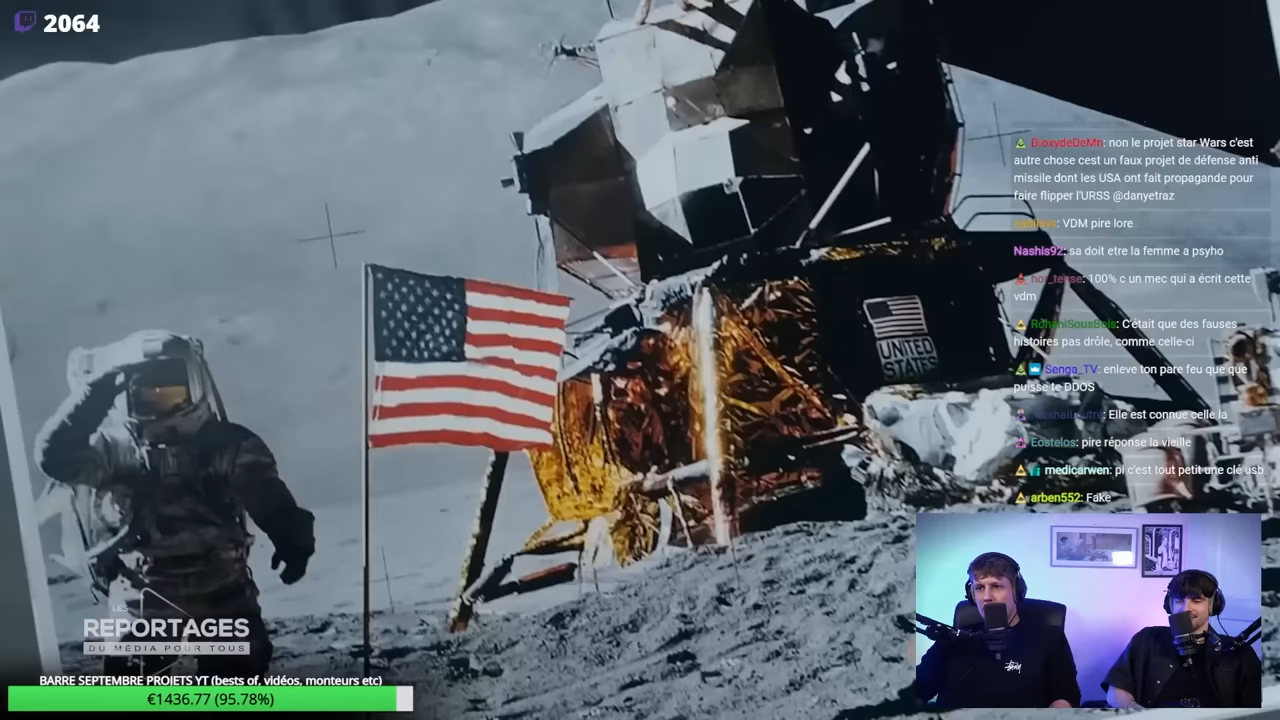 2064
DioxydeDeMn: non le projet star Wars c'est
autre chose cest un faux projet de défense anti
missile dont les USA ont fait propagande pour
faire flipper l'URSS @danyetraz
: VDM pire lore
Nashis92: sa doit etre la femme a psyho
: 100% c un mec qui a écrit cette
vdm
RohaniSousBois: C'était que des fausses
histoires pas drôle, comme celle-ci
Senga_TV: enleve ton pare feu que que
puisse te DDOS
: Elle est connue celle la
Eostelos: pire réponse la vieille
medicarwen: pi c'est tout petit une clé usb
arben552: Fake
UNITED
STATES
LES
REPORTAGES
DU MÉDIA POUR TOUS
BARRE SEPTEMBRE PROJETS YT (bests of, vidéos, monteurs etc)
€1436.77 (95.78%)